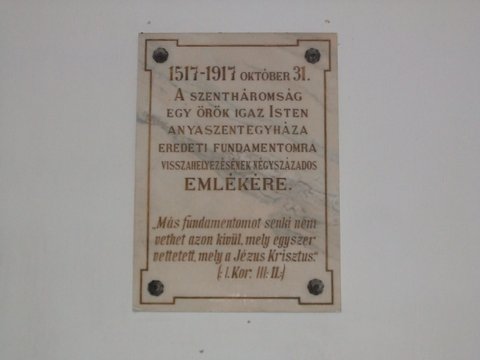 1517-1917 OKTÓBER 31.
A SZENTHÁROMSÁG
EGY ÖRÖK IGAZ ISTEN
ANYASZENTEGYHÁZA
EREDETI FUNDAMENTOMRA
VISSZAHELYEZÉSÉNEK NÉGYSZÁZADOS
EMLÉKÉRE.
„Más fundamentomot senki nem
vethet azon kívül, mely egyszer
vettetett, mely a Jézus Krisztus:"
(: I. Kor: III: 11.:)